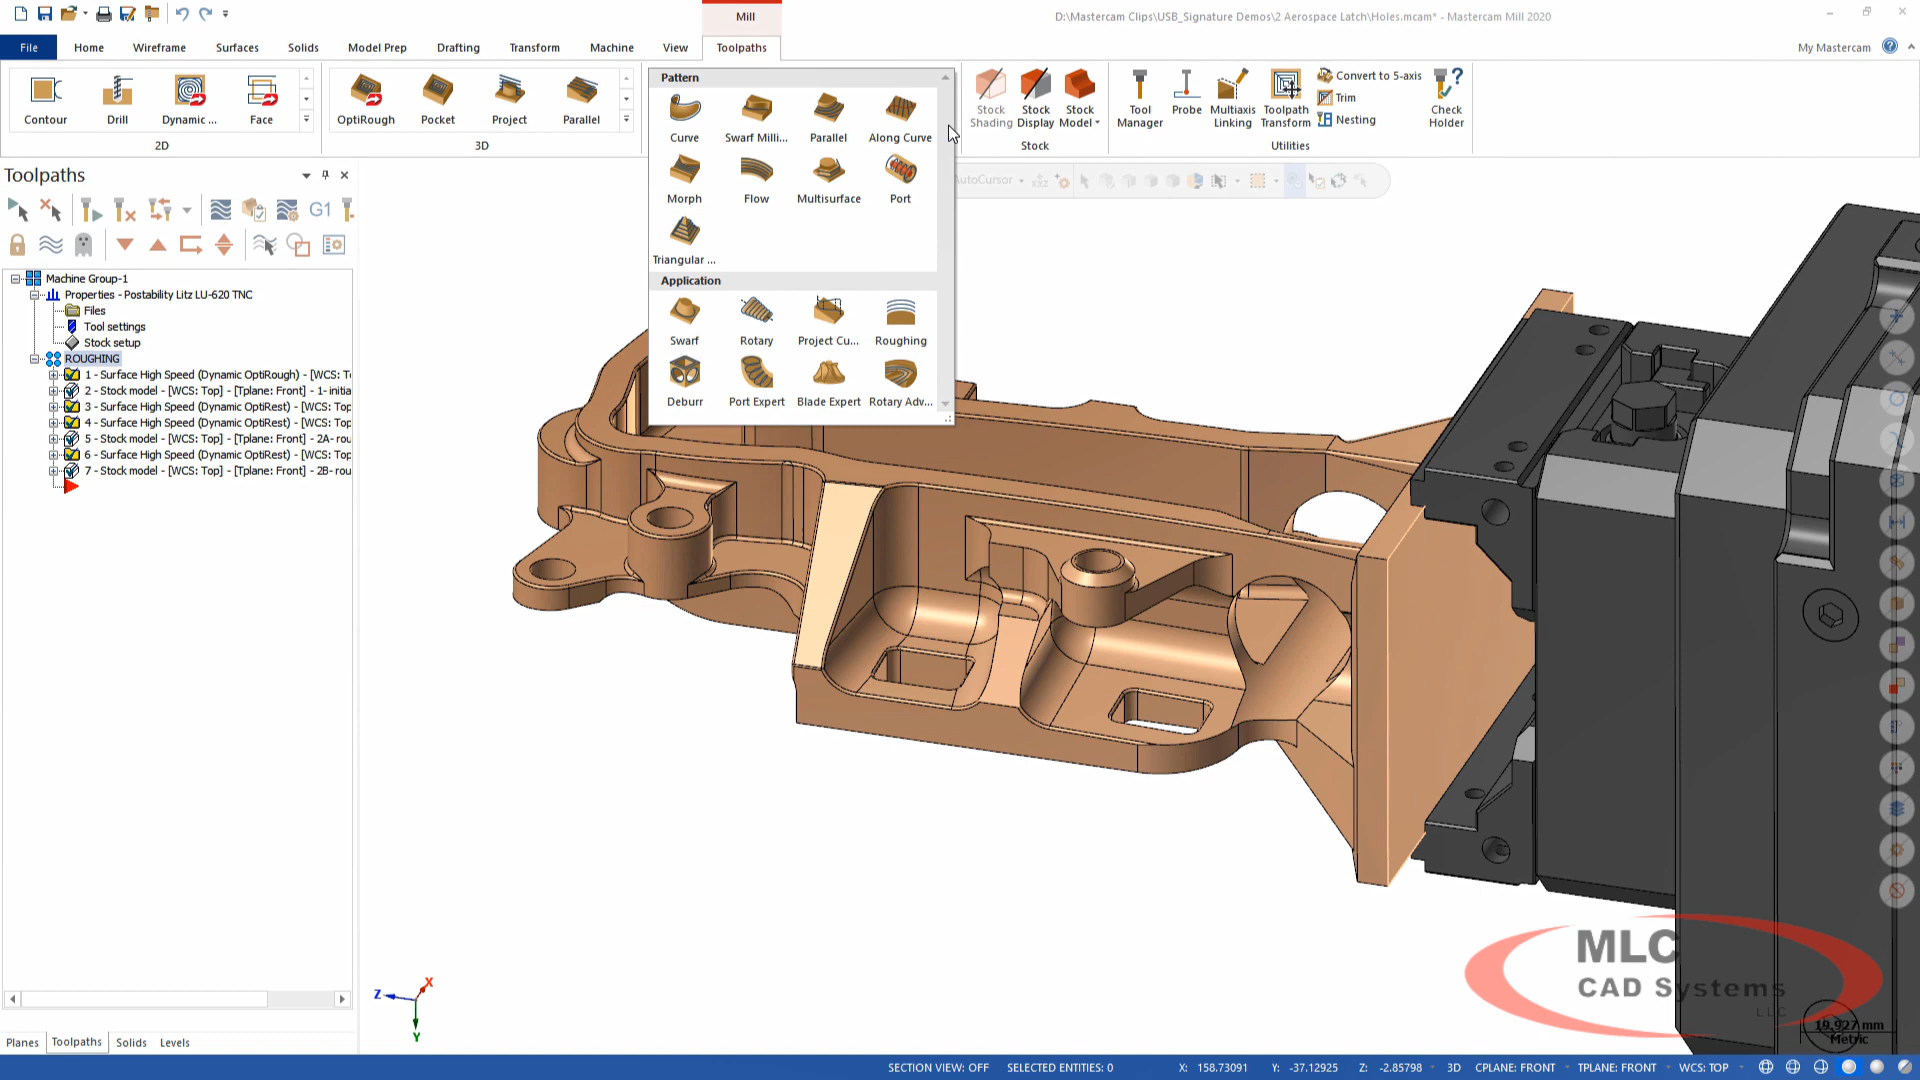 Mill
D:\Mastercam Clips\USB_Signature Demos\2 Aerospace Latch\Holes.mcam* - Mastercam Mill 2020
File
Home
Wireframe
Surfaces
Solids
Model Prep
Drafting
Transform
Machine
View
Toolpaths
My Mastercam
Contour
Drill
Dynamic ...
Face
2D
OptiRough
Pocket
Project
Parallel
3D
Pattern
Curve
Swarf Milli...
Parallel
Along Curve
Morph
Flow
Multisurface
Port
Triangular ...
Application
Swarf
Rotary
Project Cu...
Roughing
Deburr
Port Expert
Blade Expert
Rotary Adv...
Stock Shading
Stock Display
Stock Model
Stock
Tool Manager
Probe
Multiaxis Linking
Toolpath Transform
Convert to 5-axis
Trim
Nesting
Check Holder
Utilities
AutoCursor
Toolpaths
G1
Machine Group-1
Properties - Postability Litz LU-620 TNC
Files
Tool settings
Stock setup
ROUGHING
1 - Surface High Speed (Dynamic OptiRough) - [WCS: T
2 - Stock model - [WCS: Top] - [Tplane: Front] - 1- initia
3 - Surface High Speed (Dynamic OptiRest) - [WCS: Top
4 - Surface High Speed (Dynamic OptiRest) - [WCS: Top
5 - Stock model - [WCS: Top] - [Tplane: Front] - 2A- rou
6 - Surface High Speed (Dynamic OptiRest) - [WCS: Top
7 - Stock model - [WCS: Top] - [Tplane: Front] - 2B- rou
X
Z
Y
MLC
CAD Systems
LLC
19.927 mm
Metric
Planes
Toolpaths
Solids
Levels
SECTION VIEW: OFF
SELECTED ENTITIES: 0
X: 158.73091
Y: -37.12925
Z: -2.85798
3D
CPLANE: FRONT
TPLANE: FRONT
WCS: TOP